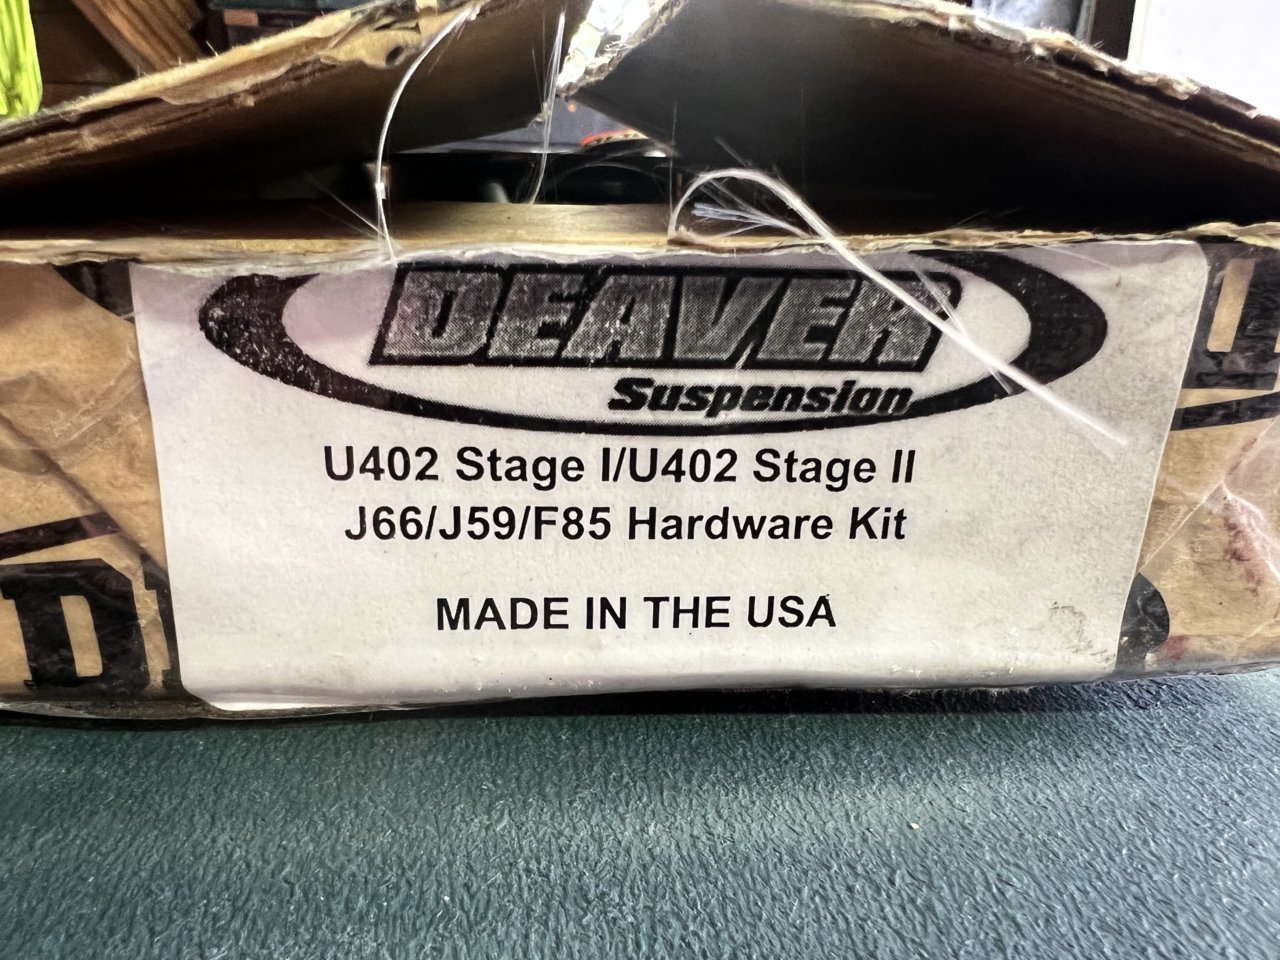 DEAVER
Suspension
U402 Stage I/U402 Stage II
J66/J59/F85 Hardware Kit
MADE IN THE USA